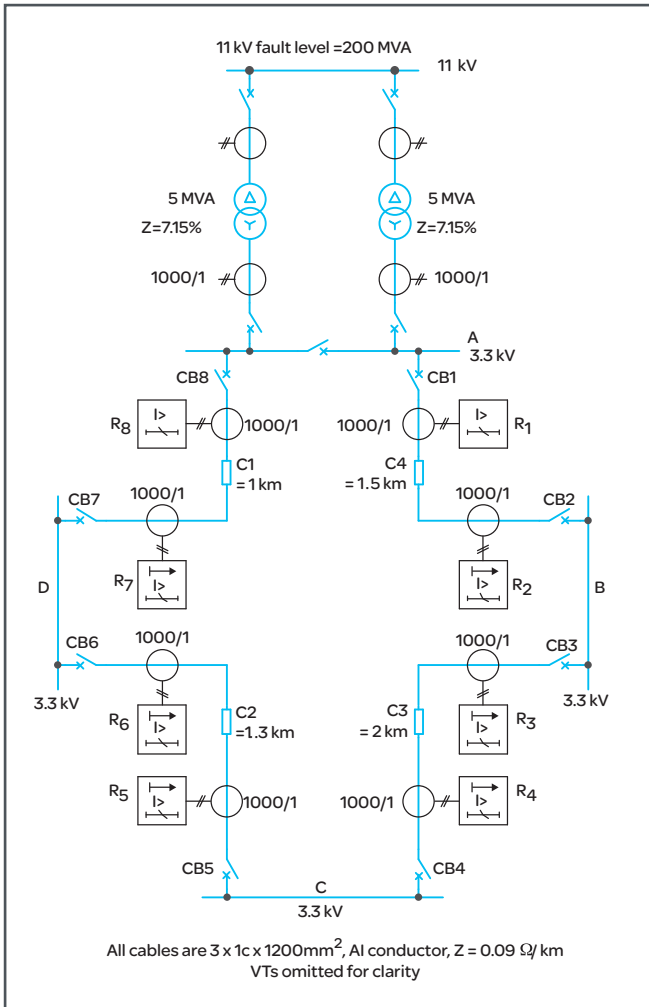 11 kV fault level =200 MVA
11 kV
5 MVA
Z=7.15%
5 MVA
Z=7.15%
1000/1
1000/1
A
3.3 kV
CB8
CB1
R8
I>
1000/1
1000/1
I>
R1
C1
= 1 km
C4
= 1.5 km
CB7
1000/1
1000/1
CB2
R7
I>
I>
R2
D
B
CB6
1000/1
1000/1
CB3
3.3 kV
3.3 kV
R6
I>
C2
=1.3 km
C3
= 2 km
I>
R3
R5
I>
1000/1
1000/1
I>
R4
CB5
CB4
C
3.3 kV
All cables are 3 x 1c x 1200mm², Al conductor, Z = 0.09 Ω/ km
VTs omitted for clarity